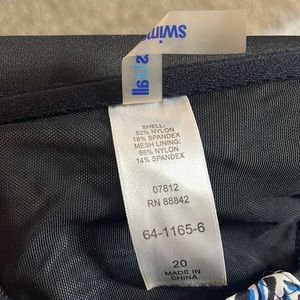 swim
SHELL:
82% NYLON
18% SPANDEX
MESH LINING:
86% NYLON
14% SPANDEX
07812
RN 88842
64-1165-6
20
MADE IN
CHINA